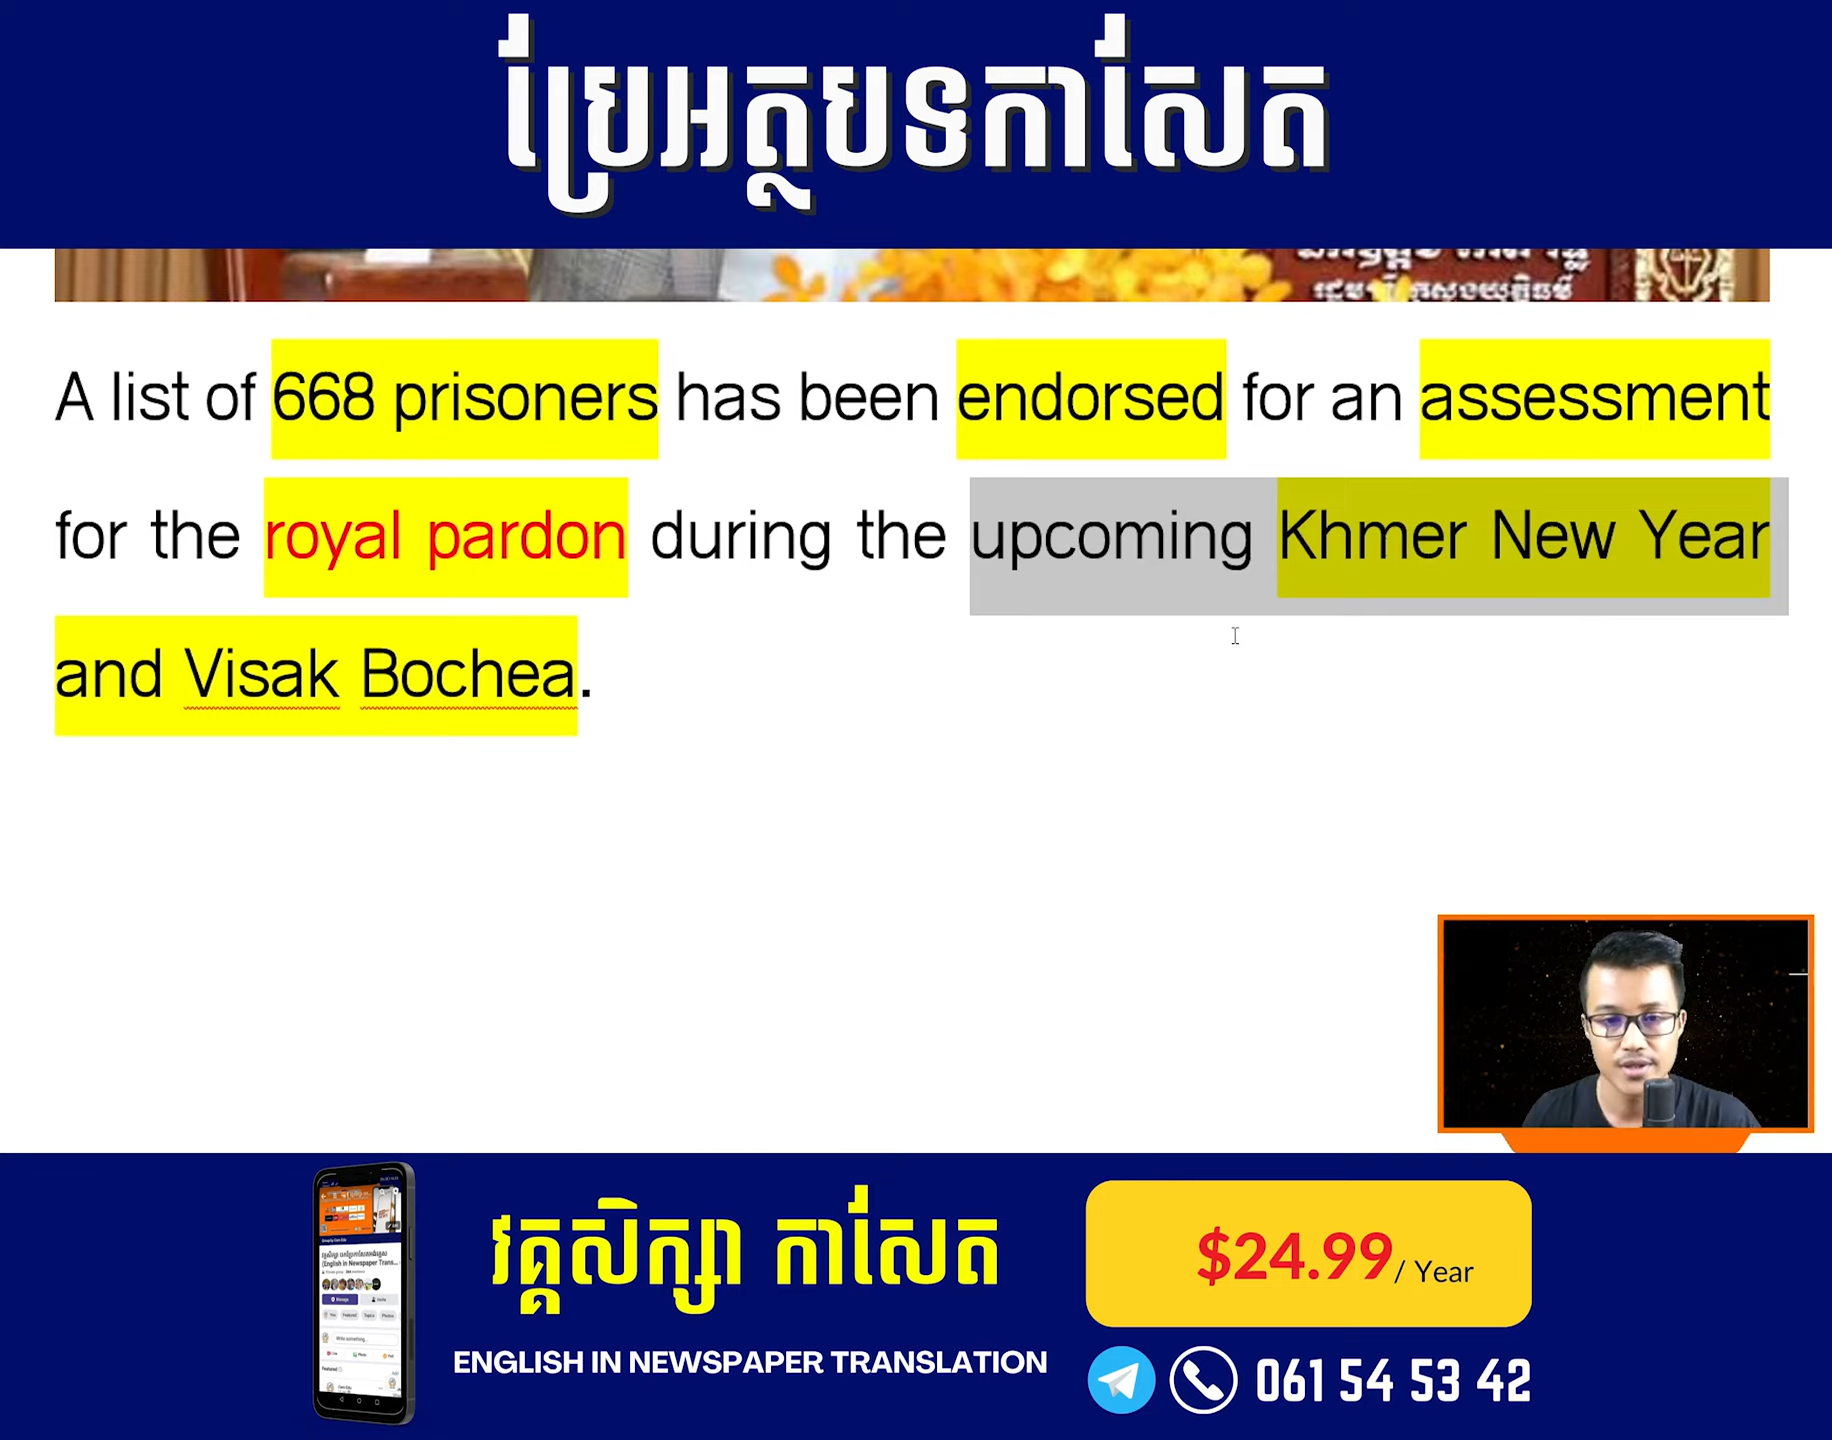 ប្រែអត្ថបទកាសែត
A list of 668 prisoners has been endorsed for an assessment
for the royal pardon during the upcoming Khmer New Year
and Visak Bochea.
វគ្គសិក្សា កាសែត
ENGLISH IN NEWSPAPER TRANSLATION
$24.99/ Year
061 54 53 42